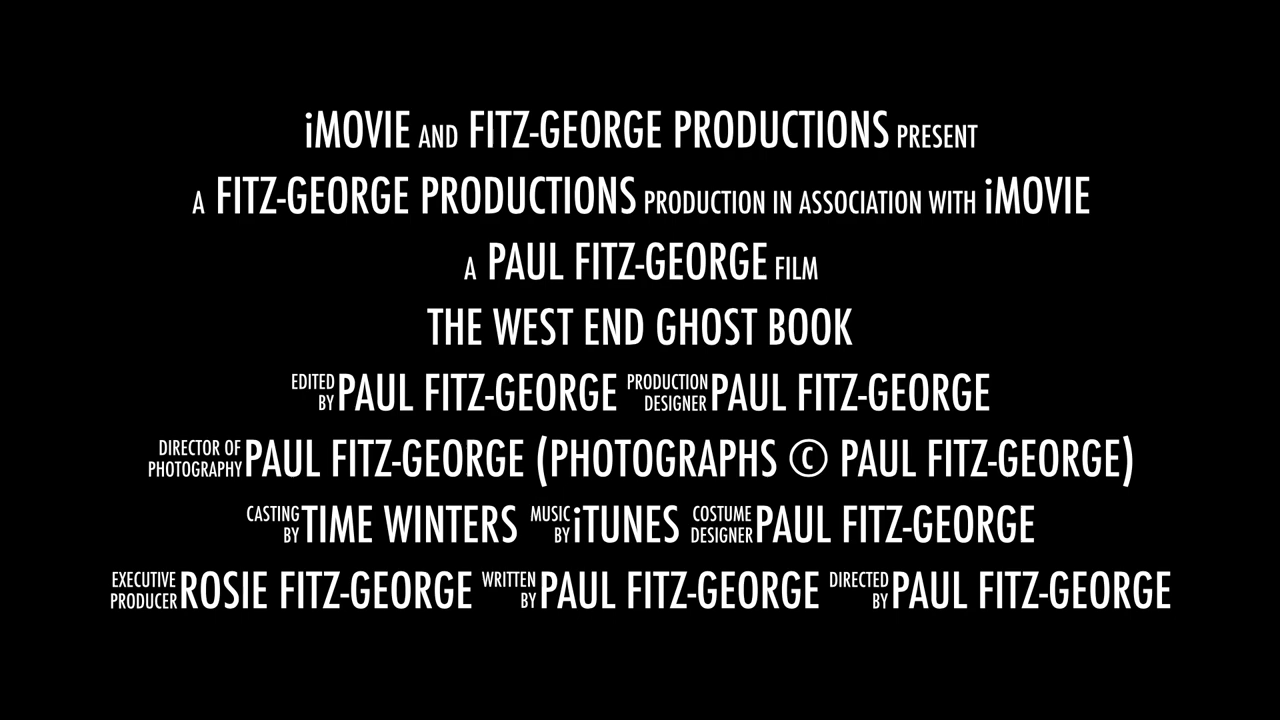 iMOVIE AND FITZ-GEORGE PRODUCTIONS PRESENT
A FITZ-GEORGE PRODUCTIONS PRODUCTION IN ASSOCIATION WITH iMOVIE
A PAUL FITZ-GEORGE FILM
THE WEST END GHOST BOOK
EDITED BY PAUL FITZ-GEORGE PRODUCTION DESIGNER PAUL FITZ-GEORGE
DIRECTOR OF PHOTOGRAPHY PAUL FITZ-GEORGE (PHOTOGRAPHS © PAUL FITZ-GEORGE)
CASTING BY TIME WINTERS MUSIC BY iTUNES COSTUME DESIGNER PAUL FITZ-GEORGE
EXECUTIVE PRODUCER ROSIE FITZ-GEORGE WRITTEN BY PAUL FITZ-GEORGE DIRECTED BY PAUL FITZ-GEORGE